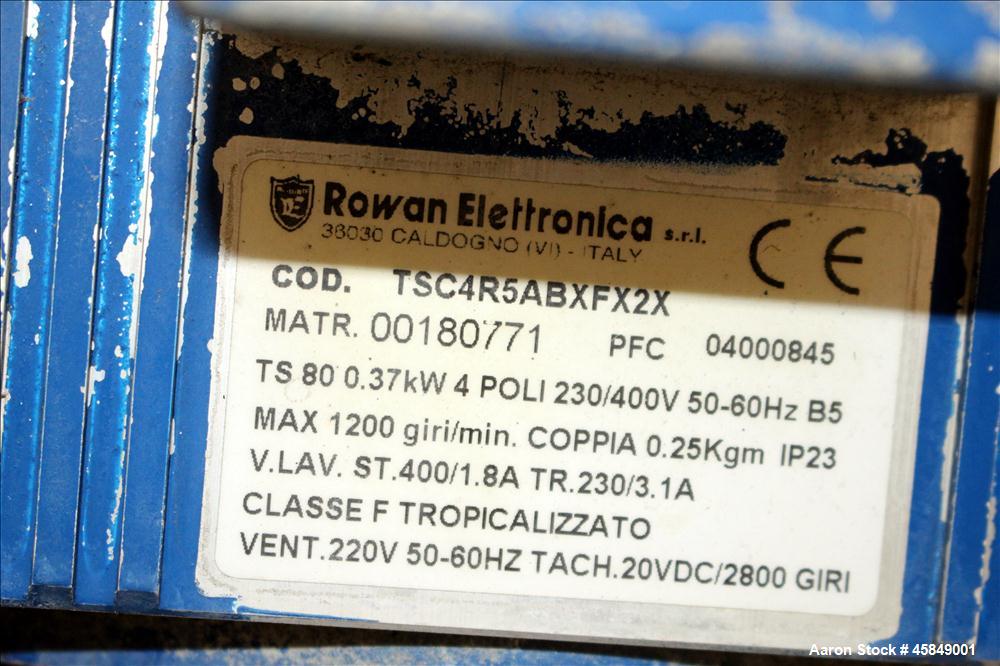 Rowan Elettronica s.r.l.
36030 CALDOGNO (VI) - ITALY
CE
COD. TSC4R5ABXFX2X
MATR. 00180771 PFC 04000845
TS 80 0.37kW 4 POLI 230/400V 50-60Hz B5
MAX 1200 giri/min. COPPIA 0.25Kgm IP23
V.LAV. ST.400/1.8A TR.230/3.1A
CLASSE F TROPICALIZZATO
VENT.220V 50-60HZ TACH.20VDC/2800 GIRI
Aaron Stock # 45849001